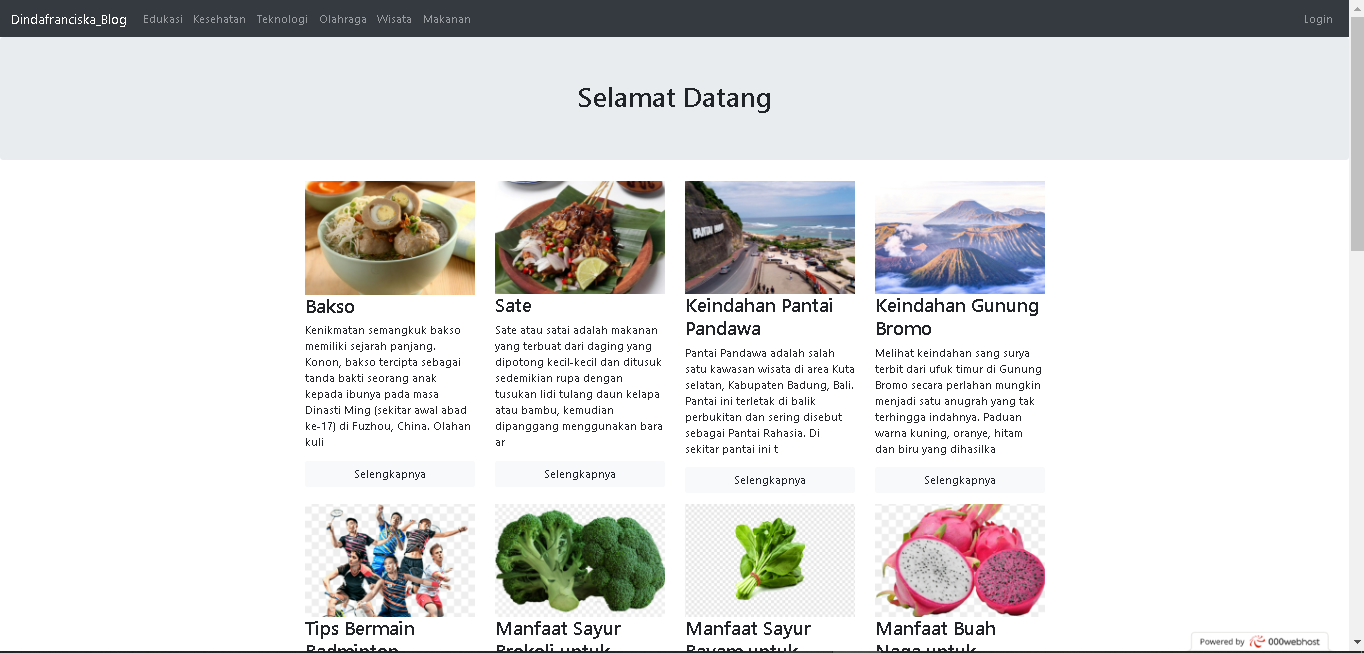 Dindafranciska_Blog Edukasi Kesehatan Teknologi Olahraga Wisata Makanan Login
Selamat Datang
Bakso
Kenikmatan semangkuk bakso
memiliki sejarah panjang.
Konon, bakso tercipta sebagai
tanda bakti seorang anak
kepada ibunya pada masa
Dinasti Ming (sekitar awal abad
ke-17) di Fuzhou, China. Olahan
kuli
Selengkapnya
Sate
Sate atau satai adalah makanan
yang terbuat dari daging yang
dipotong kecil-kecil dan ditusuk
sedemikian rupa dengan
tusukan lidi tulang daun kelapa
atau bambu, kemudian
dipanggang menggunakan bara
ar
Selengkapnya
PANTAI
Keindahan Pantai
Pandawa
Pantai Pandawa adalah salah
satu kawasan wisata di area Kuta
selatan, Kabupaten Badung, Bali.
Pantai ini terletak di balik
perbukitan dan sering disebut
sebagai Pantai Rahasia. Di
sekitar pantai ini t
Selengkapnya
Keindahan Gunung
Bromo
Melihat keindahan sang surya
terbit dari ufuk timur di Gunung
Bromo secara perlahan mungkin
menjadi satu anugrah yang tak
terhingga indahnya. Paduan
warna kuning, oranye, hitam
dan biru yang dihasilka
Selengkapnya
Tips Bermain
Badminton
Manfaat Sayur
Brokoli untuk
Manfaat Sayur
Bayam untuk
Manfaat Buah
Naga untuk
Powered by 000webhost